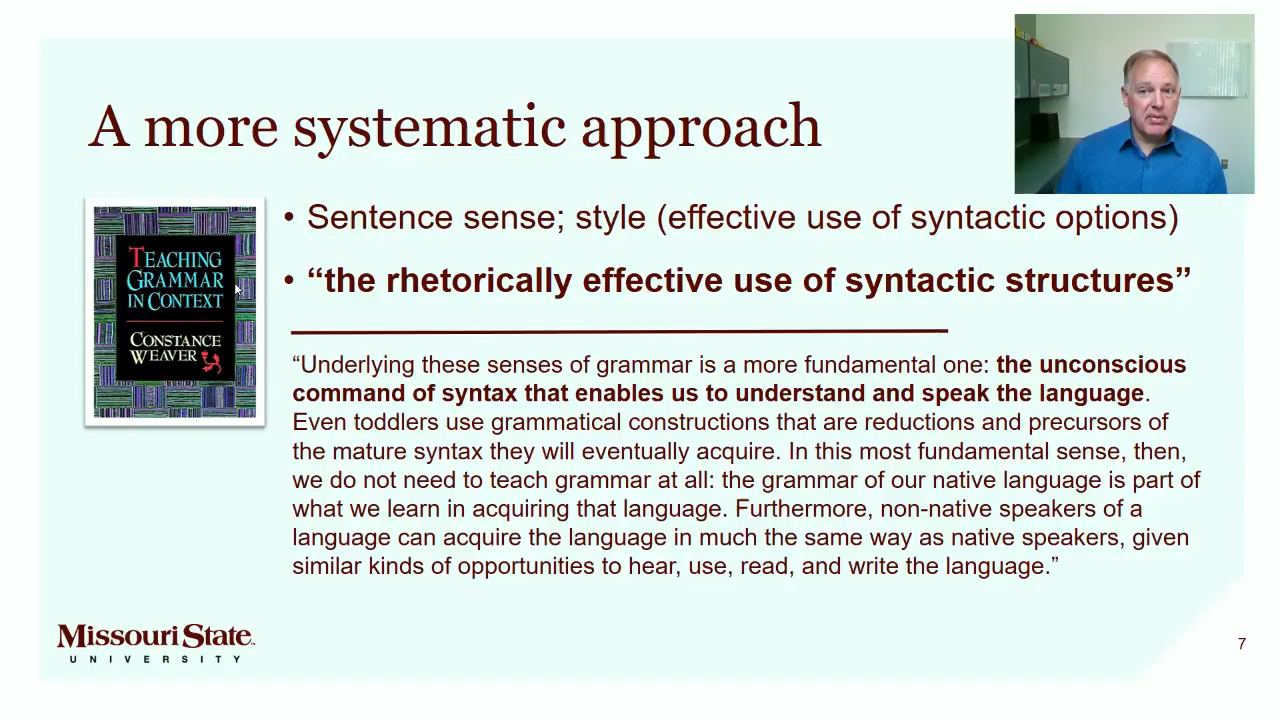 A more systematic approach
TEACHING
GRAMMAR
IN CONTEXT
CONSTANCE
WEAVER
• Sentence sense; style (effective use of syntactic options)
• “the rhetorically effective use of syntactic structures”
“Underlying these senses of grammar is a more fundamental one: the unconscious
command of syntax that enables us to understand and speak the language.
Even toddlers use grammatical constructions that are reductions and precursors of
the mature syntax they will eventually acquire. In this most fundamental sense, then,
we do not need to teach grammar at all: the grammar of our native language is part of
what we learn in acquiring that language. Furthermore, non-native speakers of a
language can acquire the language in much the same way as native speakers, given
similar kinds of opportunities to hear, use, read, and write the language.”
Missouri State™
UNIVERSITY
7